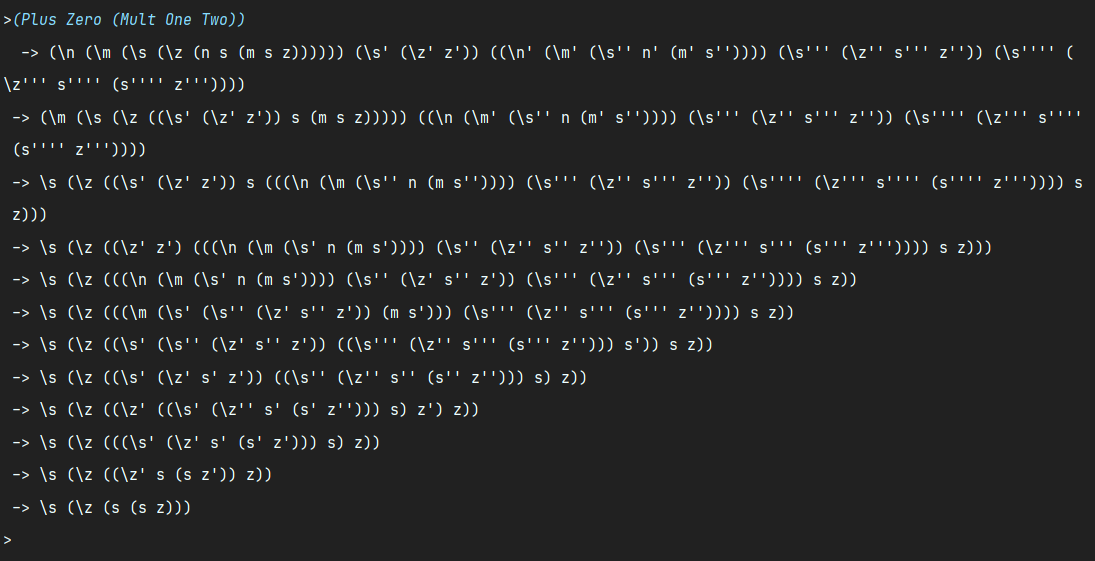 >(Plus Zero (Mult One Two))
-> (\n (\m (\s (\z (n s (m s z)))))) (\s' (\z' z')) ((\n' (\m' (\s'' n' (m' s'')))) (\s''' (\z'' s''' z'')) (\s'''' (
\z''' s'''' (s'''' z'''))))
-> (\m (\s (\z ((\s' (\z' z')) s (m s z))))) ((\n (\m' (\s'' n (m' s'')))) (\s''' (\z'' s''' z'')) (\s'''' (\z''' s''''
(s'''' z'''))))
-> \s (\z ((\s' (\z' z')) s (((\n (\m (\s'' n (m s'')))) (\s''' (\z'' s''' z'')) (\s'''' (\z''' s'''' (s'''' z''')))) s
z)))
-> \s (\z ((\z' z') (((\n (\m (\s' n (m s')))) (\s'' (\z'' s'' z'')) (\s''' (\z''' s''' (s''' z''')))) s z)))
-> \s (\z (((\n (\m (\s' n (m s')))) (\s'' (\z' s'' z')) (\s''' (\z'' s''' (s''' z'')))) s z))
-> \s (\z (((\m (\s' (\s'' (\z' s'' z')) (m s'))) (\s''' (\z'' s''' (s''' z'')))) s z))
-> \s (\z ((\s' (\s'' (\z' s'' z')) ((\s''' (\z'' s''' (s''' z''))) s')) s z))
-> \s (\z ((\s' (\z' s' z')) ((\s'' (\z'' s'' (s'' z''))) s) z))
-> \s (\z ((\z' ((\s' (\z'' s' (s' z''))) s) z') z))
-> \s (\z (((\s' (\z' s' (s' z'))) s) z))
-> \s (\z ((\z' s (s z')) z))
-> \s (\z (s (s z)))
>